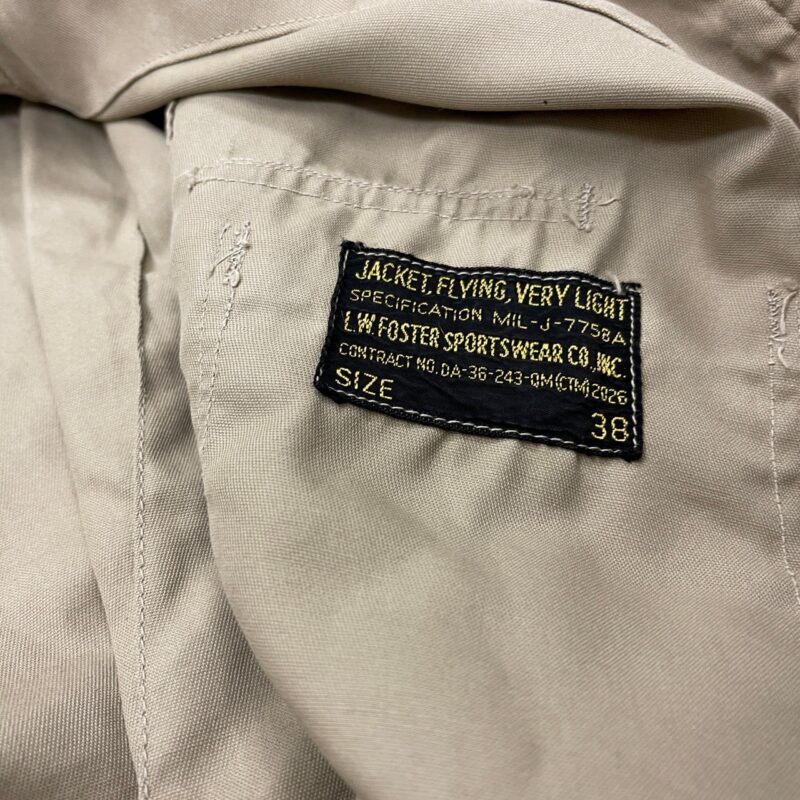 JACKET, FLYING, VERY LIGHT
SPECIFICATION MIL-J-7758A
L.W. FOSTER SPORTSWEAR CO., INC.
CONTRACT NO. DA-36-243-QM(CTM)2026
SIZE 38